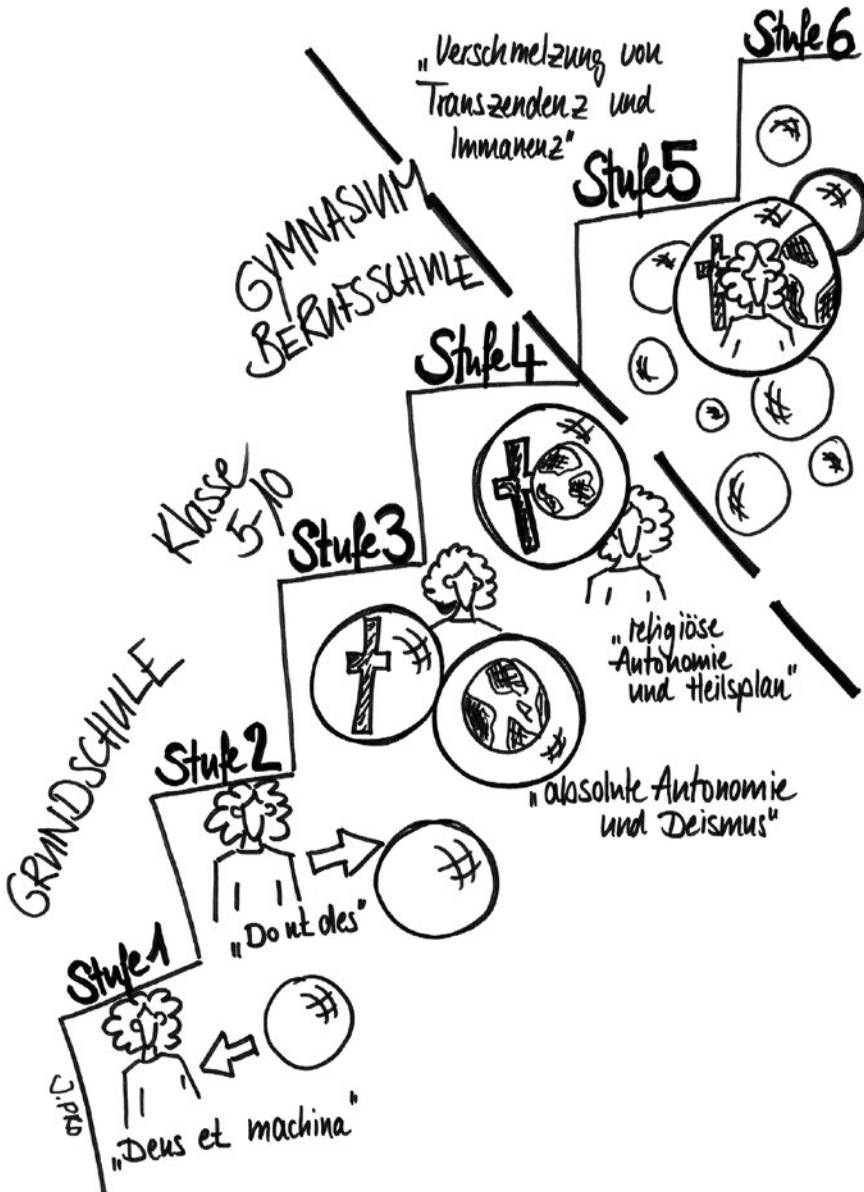 Stufe 6
„Verschmelzung von
Transzendenz und
Immanenz"
Stufe 5
GYMNASIUM
BERUFSSCHULE
Stufe 4
Klasse
5-10
Stufe 3
„religiöse
Autonomie
und Heilsplan"
GRUNDSCHULE
Stufe 2
„absolute Autonomie
und Deismus"
„Do ut des"
Stufe 1
„Deus et machina"